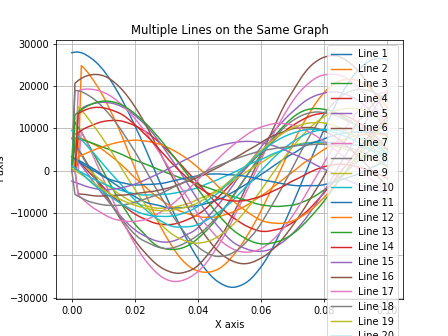 Multiple Lines on the Same Graph
30000
20000
10000
0
−10000
−20000
−30000
0.00
0.02
0.04
0.06
X axis
Line 1
Line 2
Line 3
Line 4
Line 5
Line 6
Line 7
Line 8
Line 9
Line 10
Line 11
Line 12
Line 13
Line 14
Line 15
Line 16
Line 17
Line 18
Line 19
Line 20